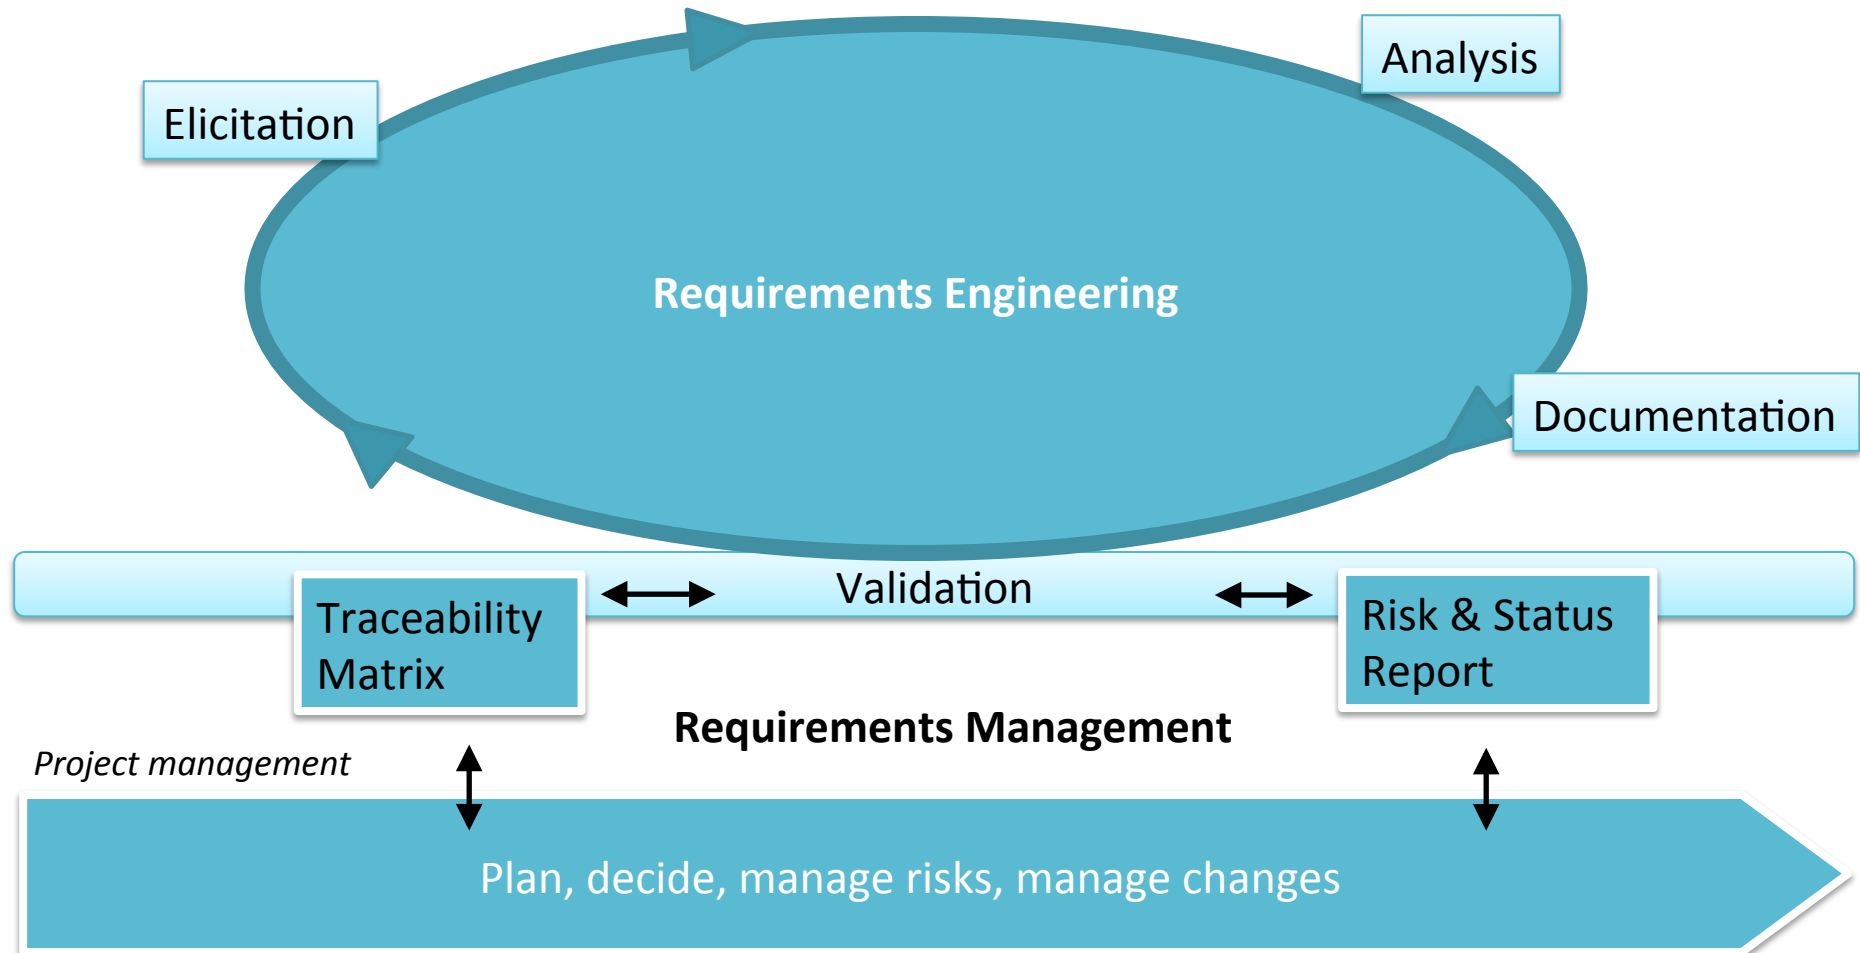 Analysis
Elicitation
Requirements Engineering
Documentation
Validation
Traceability
Matrix
Risk & Status
Report
Requirements Management
Project management
Plan, decide, manage risks, manage changes